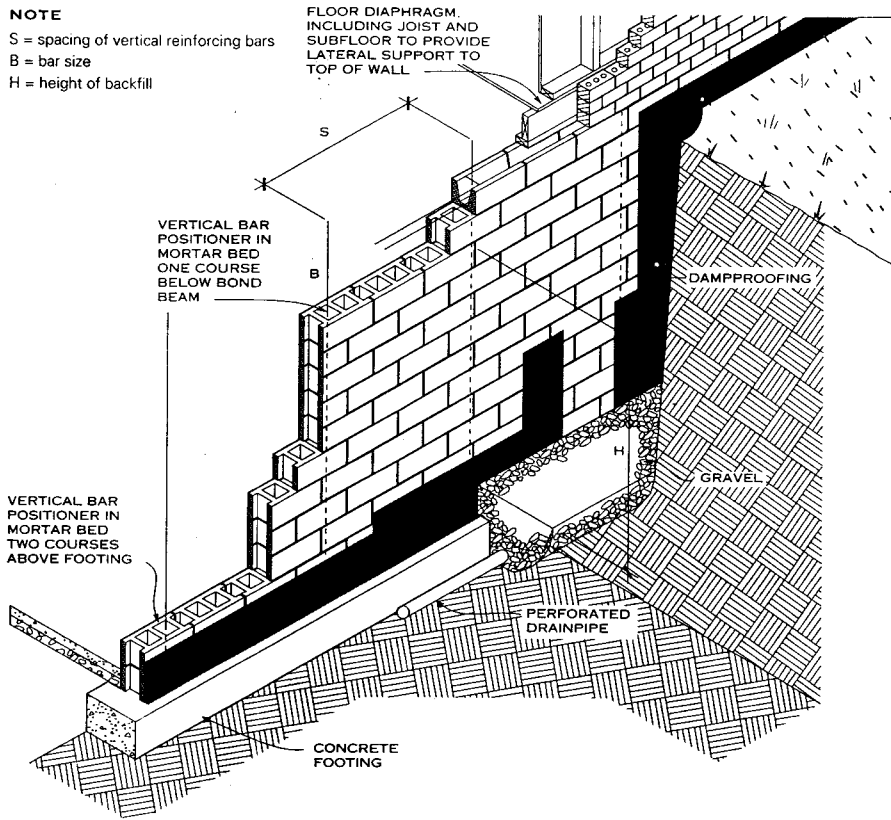 NOTE
S = spacing of vertical reinforcing bars
B = bar size
H = height of backfill
FLOOR DIAPHRAGM,
INCLUDING JOIST AND
SUBFLOOR TO PROVIDE
LATERAL SUPPORT TO
TOP OF WALL
S
VERTICAL BAR
POSITIONER IN
MORTAR BED
ONE COURSE
BELOW BOND
BEAM
B
DAMPPROOFING
H
GRAVEL
VERTICAL BAR
POSITIONER IN
MORTAR BED
TWO COURSES
ABOVE FOOTING
PERFORATED
DRAINPIPE
CONCRETE
FOOTING